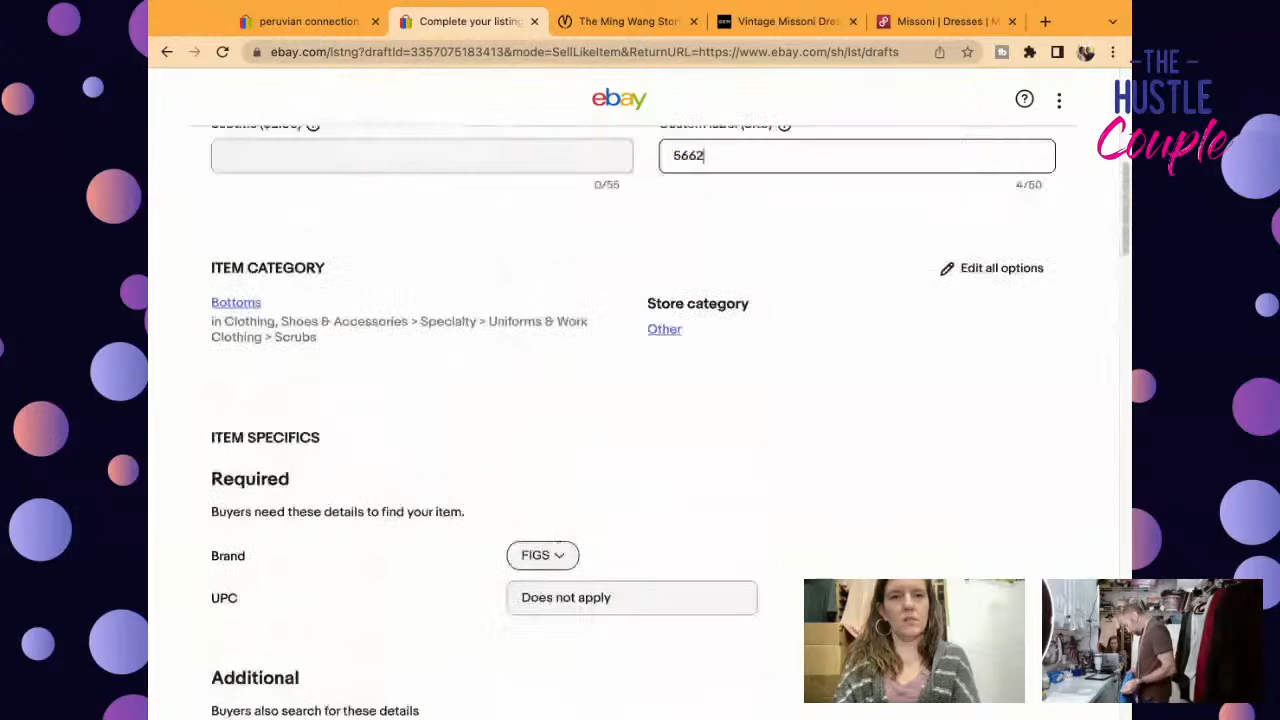 peruvian connection
Complete your listing
The Ming Wang Stor
Vintage Missoni Dre
Missoni | Dresses | M
ebay.com/lstng?draftId=3357075183413&mode=SellLikeItem&ReturnURL=https://www.ebay.com/sh/lst/drafts
THE
HUSTLE
Couple
ebay
5662
0/55
4/50
ITEM CATEGORY
Edit all options
Bottoms
in Clothing, Shoes & Accessories > Specialty > Uniforms & Work
Clothing > Scrubs
Store category
Other
ITEM SPECIFICS
Required
Buyers need these details to find your item.
Brand
FIGS
UPC
Does not apply
Additional
Buyers also search for these details